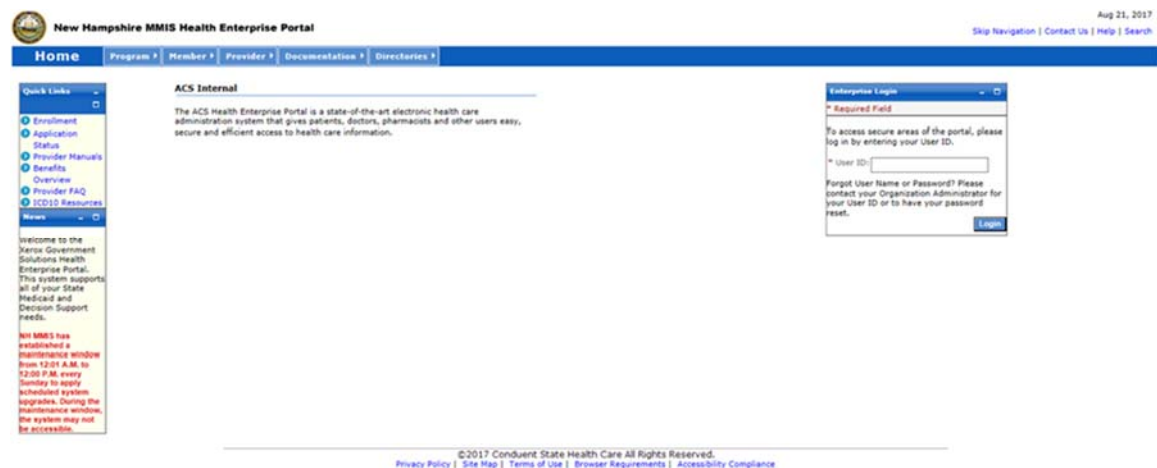 New Hampshire MMIS Health Enterprise Portal
Aug 21, 2017
Skip Navigation | Contact Us | Help | Search
Home
Program
Member
Provider
Documentation
Directories
Quick Links
Enrollment
Application
Status
Provider Manuals
Benefits
Overview
Provider FAQ
ICD10 Resources
News
Welcome to the
Xerox Government
Solutions Health
Enterprise Portal.
This system supports
all of your State
Medicaid and
Decision Support
needs.
NH MMIS has
established a
maintenance window
from 12:01 A.M. to
12:00 P.M. every
Sunday to apply
scheduled system
upgrades. During the
maintenance window,
the system may not
be accessible.
ACS Internal
The ACS Health Enterprise Portal is a state-of-the-art electronic health care
administration system that gives patients, doctors, pharmacists and other users easy,
secure and efficient access to health care information.
Enterprise Login
* Required Field
To access secure areas of the portal, please
log in by entering your User ID.
* User ID:
Forgot User Name or Password? Please
contact your Organization Administrator for
your User ID or to have your password
reset.
Login
©2017 Conduent State Health Care All Rights Reserved.
Privacy Policy | Site Map | Terms of Use | Browser Requirements | Accessibility Compliance